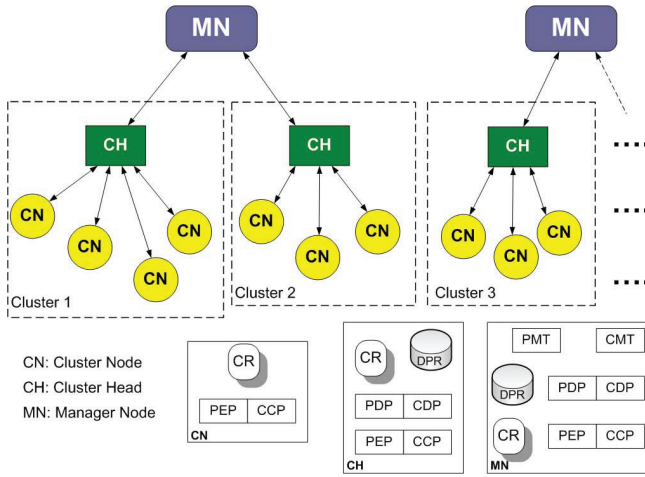 MN
MN
CH
CH
CH
CN
CN
CN
CN
CN
CN
CN
CN
CN
CN
Cluster 1
Cluster 2
Cluster 3
CN: Cluster Node
CH: Cluster Head
MN: Manager Node
CR
PEP CCP
CN
CR DPR
PDP CDP
PEP CCP
CH
PMT CMT
DPR PDP CDP
CR PEP CCP
MN